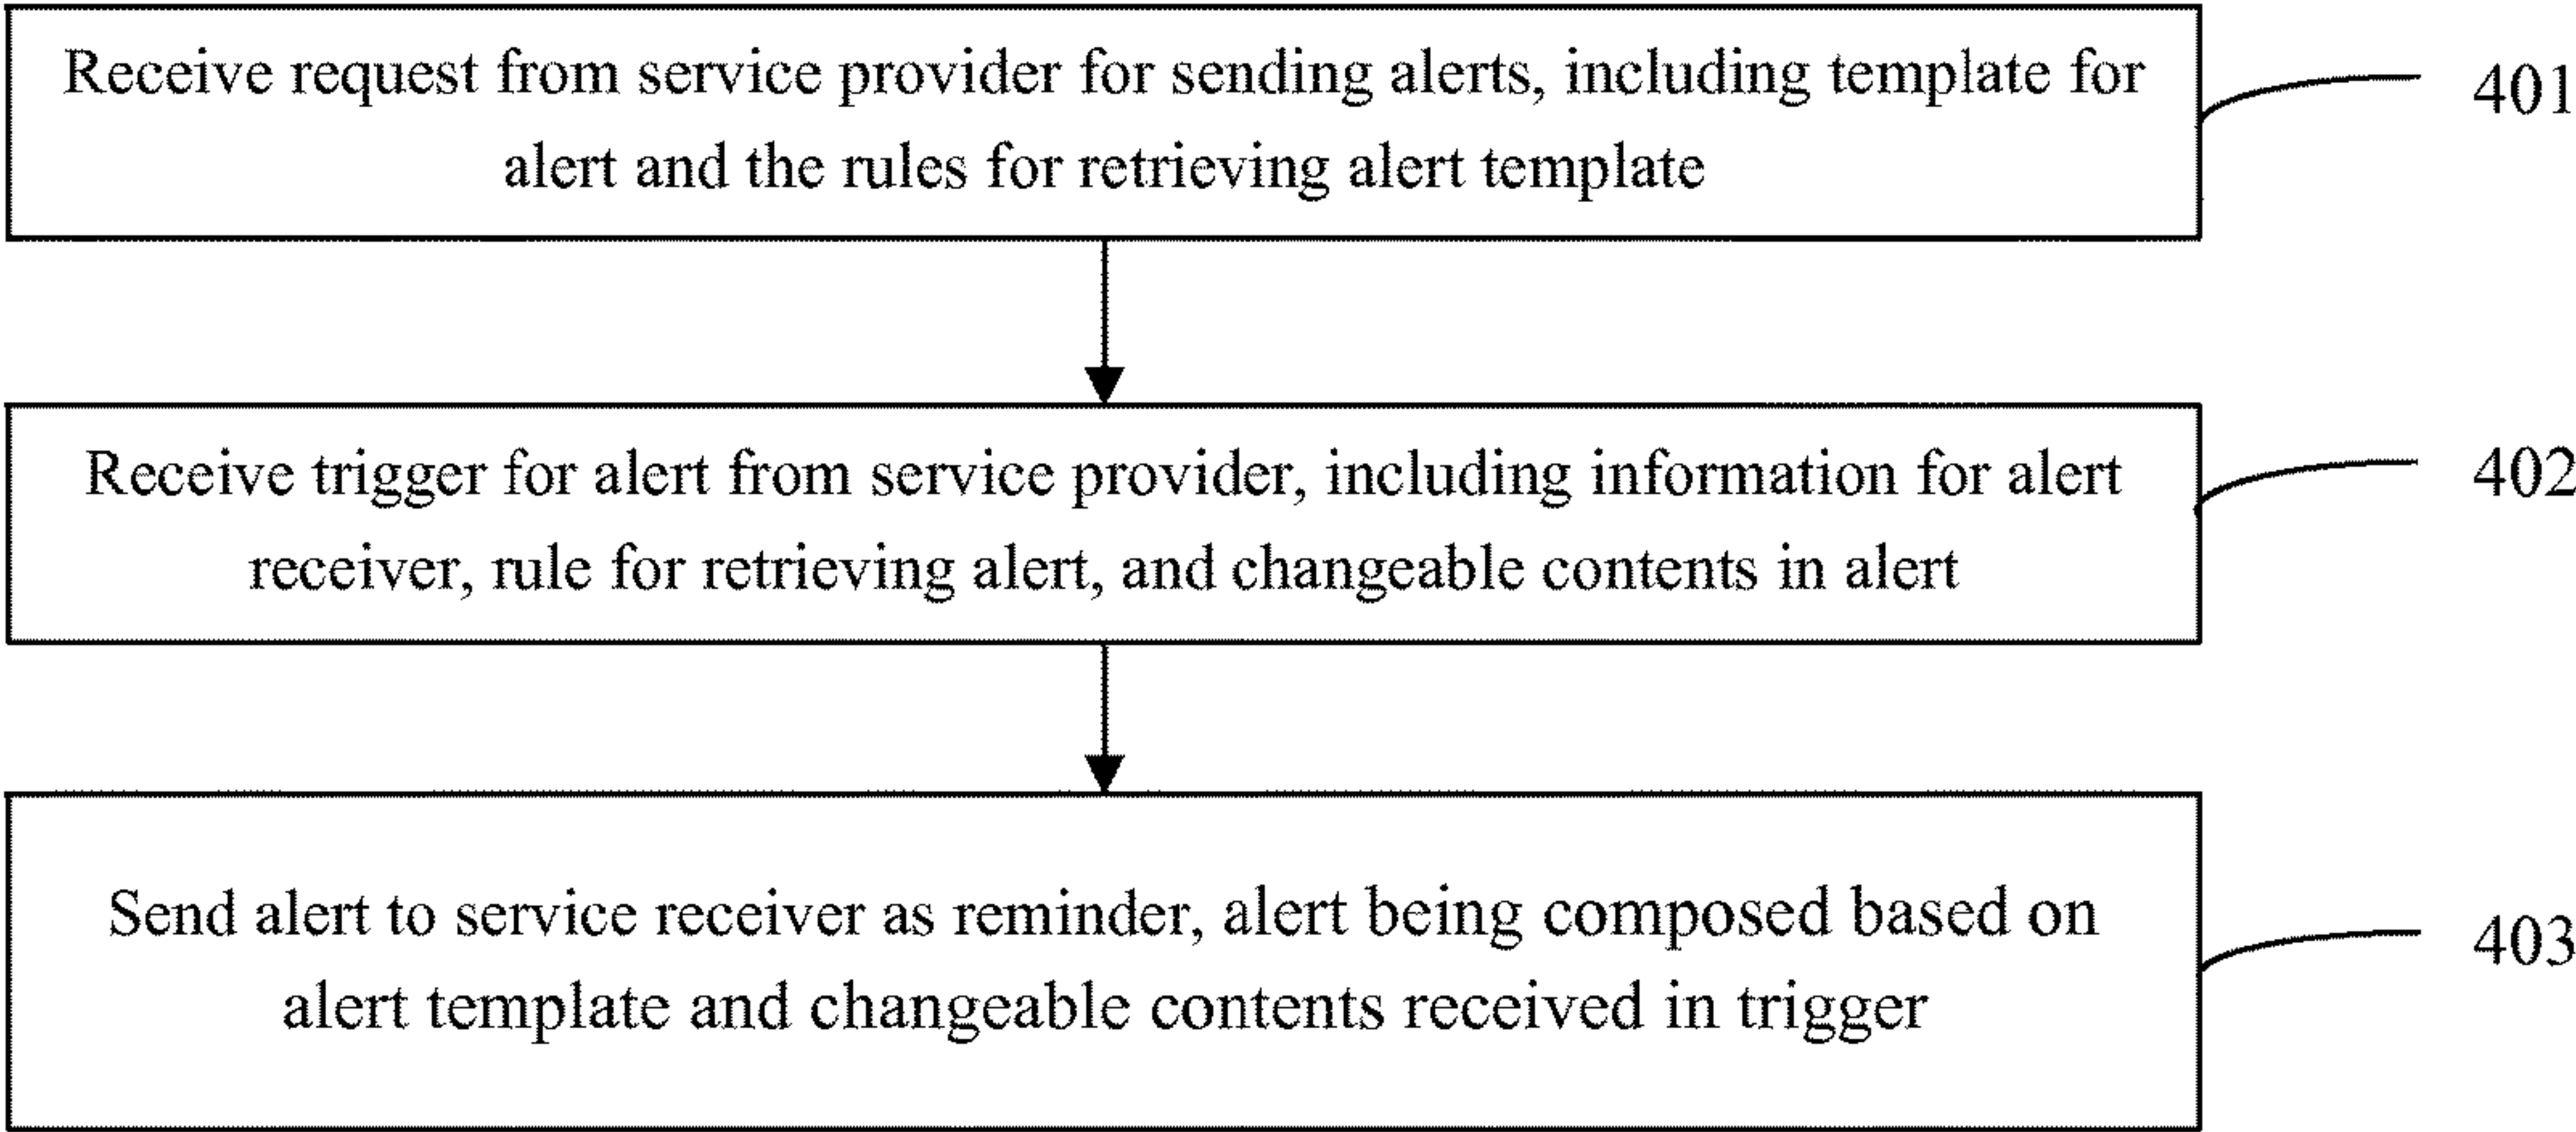 Receive request from service provider for sending alerts, including template for
alert and the rules for retrieving alert template
401
Receive trigger for alert from service provider, including information for alert
receiver, rule for retrieving alert, and changeable contents in alert
402
Send alert to service receiver as reminder, alert being composed based on
alert template and changeable contents received in trigger
403